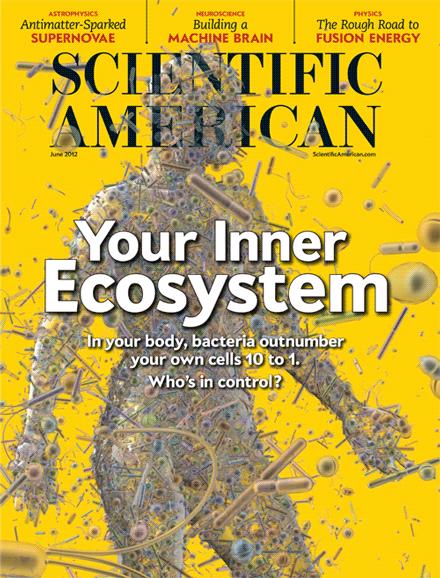 ASTROPHYSICS
Antimatter-Sparked
SUPERNOVAE
NEUROSCIENCE
Building a
MACHINE BRAIN
PHYSICS
The Rough Road to
FUSION ENERGY
SCIENTIFIC
AMERICAN
June 2012
ScientificAmerican.com
Your Inner
Ecosystem
In your body, bacteria outnumber
your own cells 10 to 1.
Who's in control?